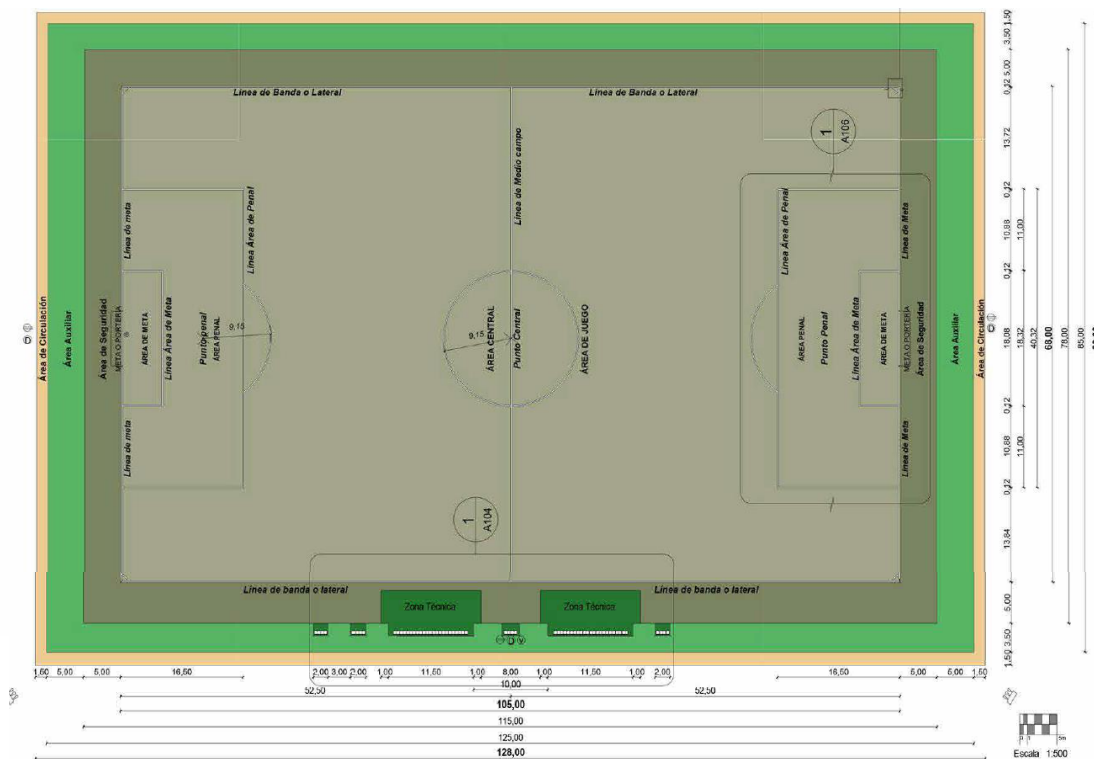 Línea de Banda o Lateral
Línea de Banda o Lateral
1
A106
Línea de Medio campo
Línea de meta
Línea Área de Penal
Línea Área de Penal
Línea de Meta
Área de Circulación
Área Auxiliar
Área de Seguridad
META O PORTERÍA
ÁREA DE META
Línea Área de Meta
Punto penal
ÁREA PENAL
9,15
9,15
ÁREA CENTRAL
Punto Central
ÁREA DE JUEGO
ÁREA PENAL
Punto Penal
Línea Área de Meta
ÁREA DE META
META O PORTERÍA
Área de Seguridad
Área Auxiliar
Área de Circulación
Línea de meta
Línea de Meta
1
A104
Línea de banda o lateral
Línea de banda o lateral
Zona Técnica
Zona Técnica
1,50
3,50
5,00
0,12
13,72
0,12
10,88
0,12
18,08
0,12
10,88
0,12
13,84
5,00
3,50
1,50
11,00
18,32
11,00
40,32
68,00
78,00
85,00
1,50 5,00 5,00 16,50 2,00 3,00 2,00 1,00 11,50 1,00 8,00 1,00 11,50 1,00 2,00 16,50 5,00 5,00 1,50
10,00
52,50 52,50
105,00
115,00
125,00
128,00
0 1 5m
Escala 1:500